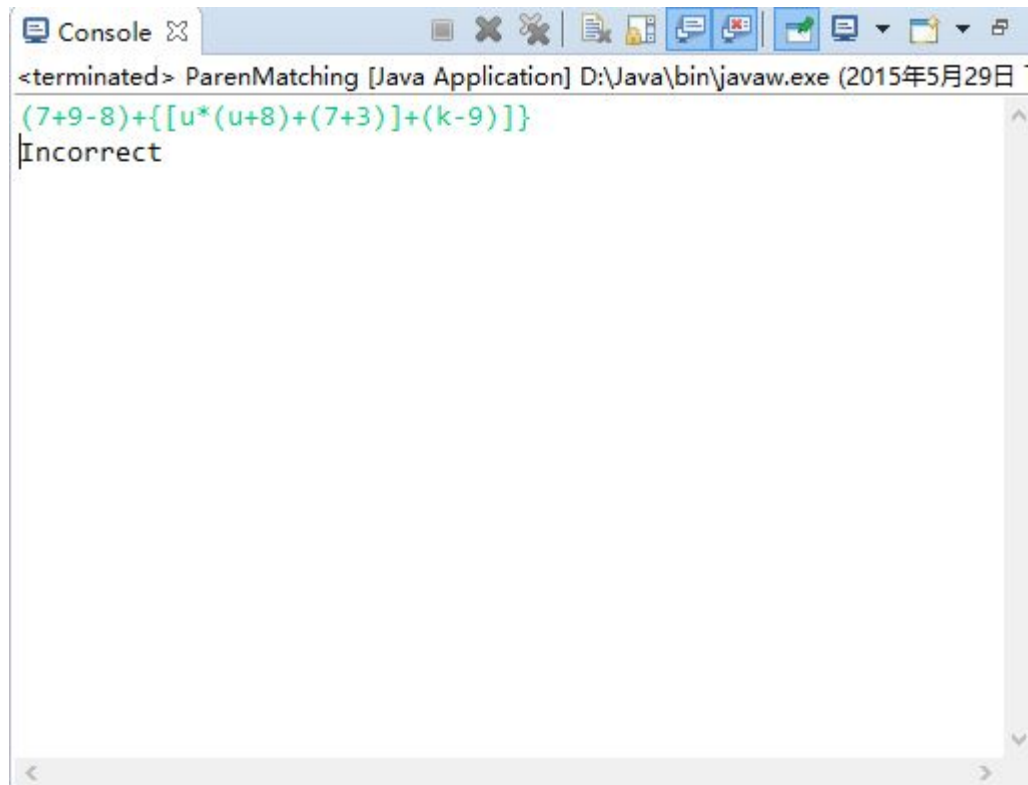 Console
<terminated> ParenMatching [Java Application] D:\Java\bin\javaw.exe (2015年5月29日
(7+9-8)+{[u*(u+8)+(7+3)]+(k-9)]}
Incorrect